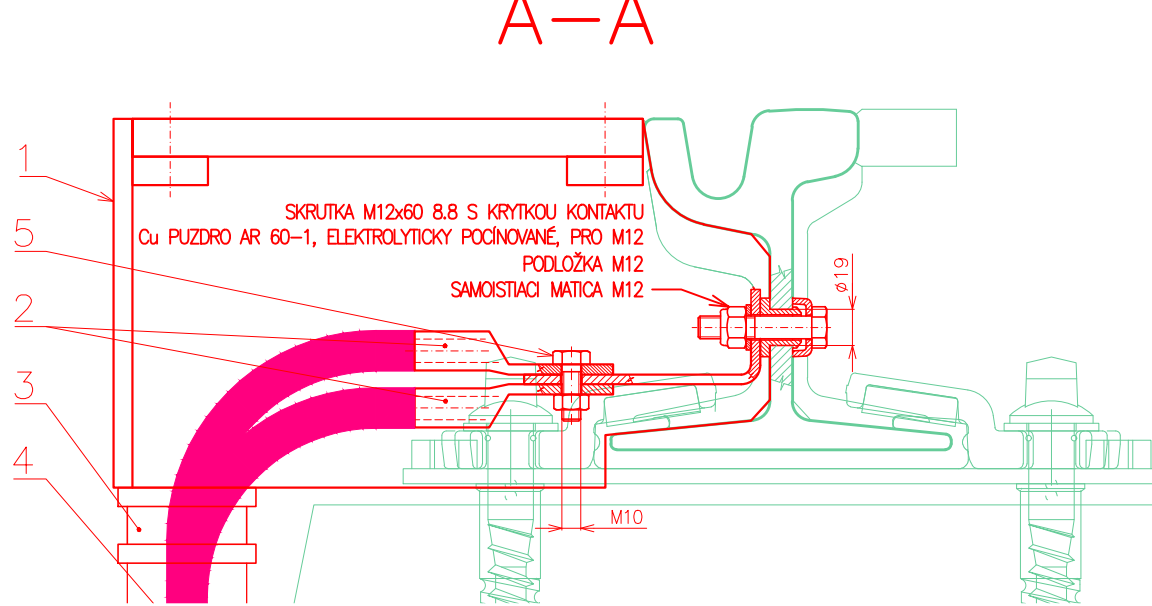 A—A
1
SKRUTKA M12x60 8.8 S KRYTKOU KONTAKTU
5
Cu PUZDRO AR 60–1, ELEKTROLYTICKY POCÍNOVANÉ, PRO M12
PODLOŽKA M12
SAMOISTIACI MATICA M12
ø19
2
3
4
M10